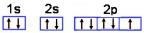 1s 2s 2p
↑↓ ↑↓ ↑↓ ↑↓ ↑